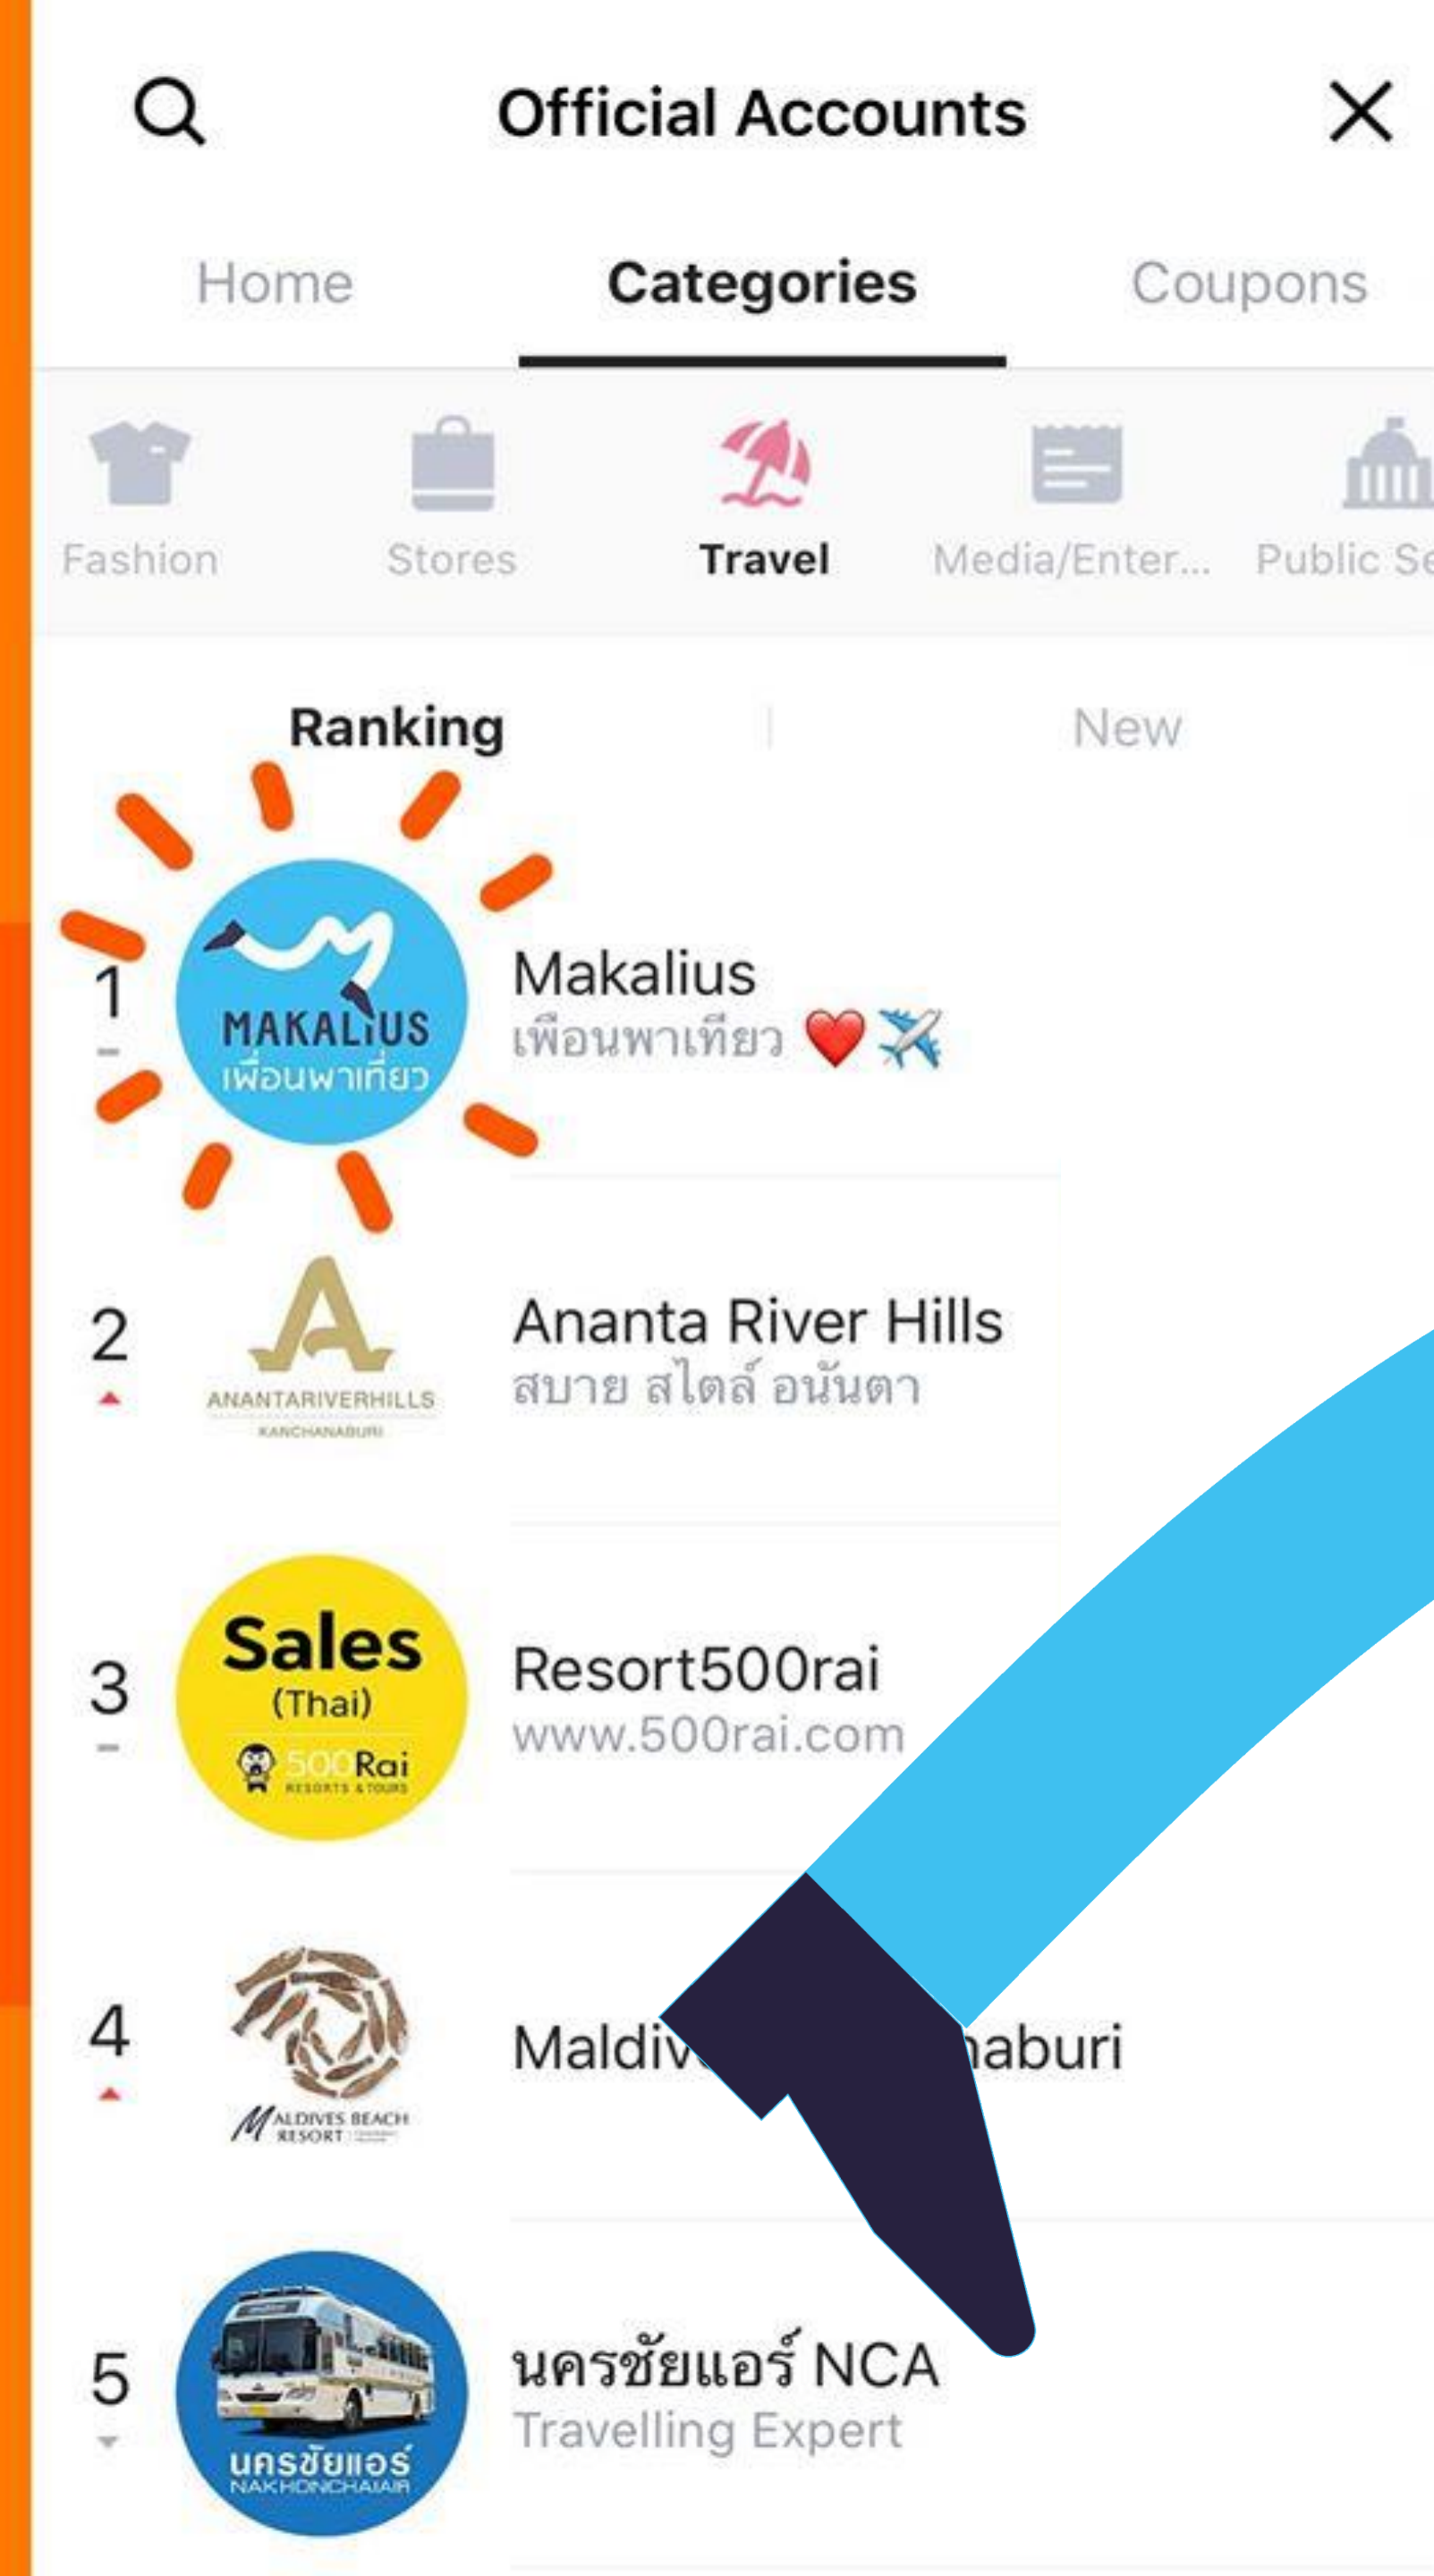 Official Accounts
Home Categories Coupons
Fashion Stores Travel Media/Enter... Public Se
Ranking New
1
MAKALiUS
เพื่อนพาเที่ยว
Makalius
เพื่อนพาเที่ยว ❤️ ✈️
2
ANANTARIVERHILLS
KANCHANABURI
Ananta River Hills
สบาย สไตล์ อนันตา
3
Sales
(Thai)
500Rai
RESORTS & TOURS
Resort500rai
www.500rai.com
4
MALDIVES BEACH
RESORT
Maldiv naburi
5
นครชัยแอร์
NAKHONCHAIAIR
นครชัยแอร์ NCA
Travelling Expert